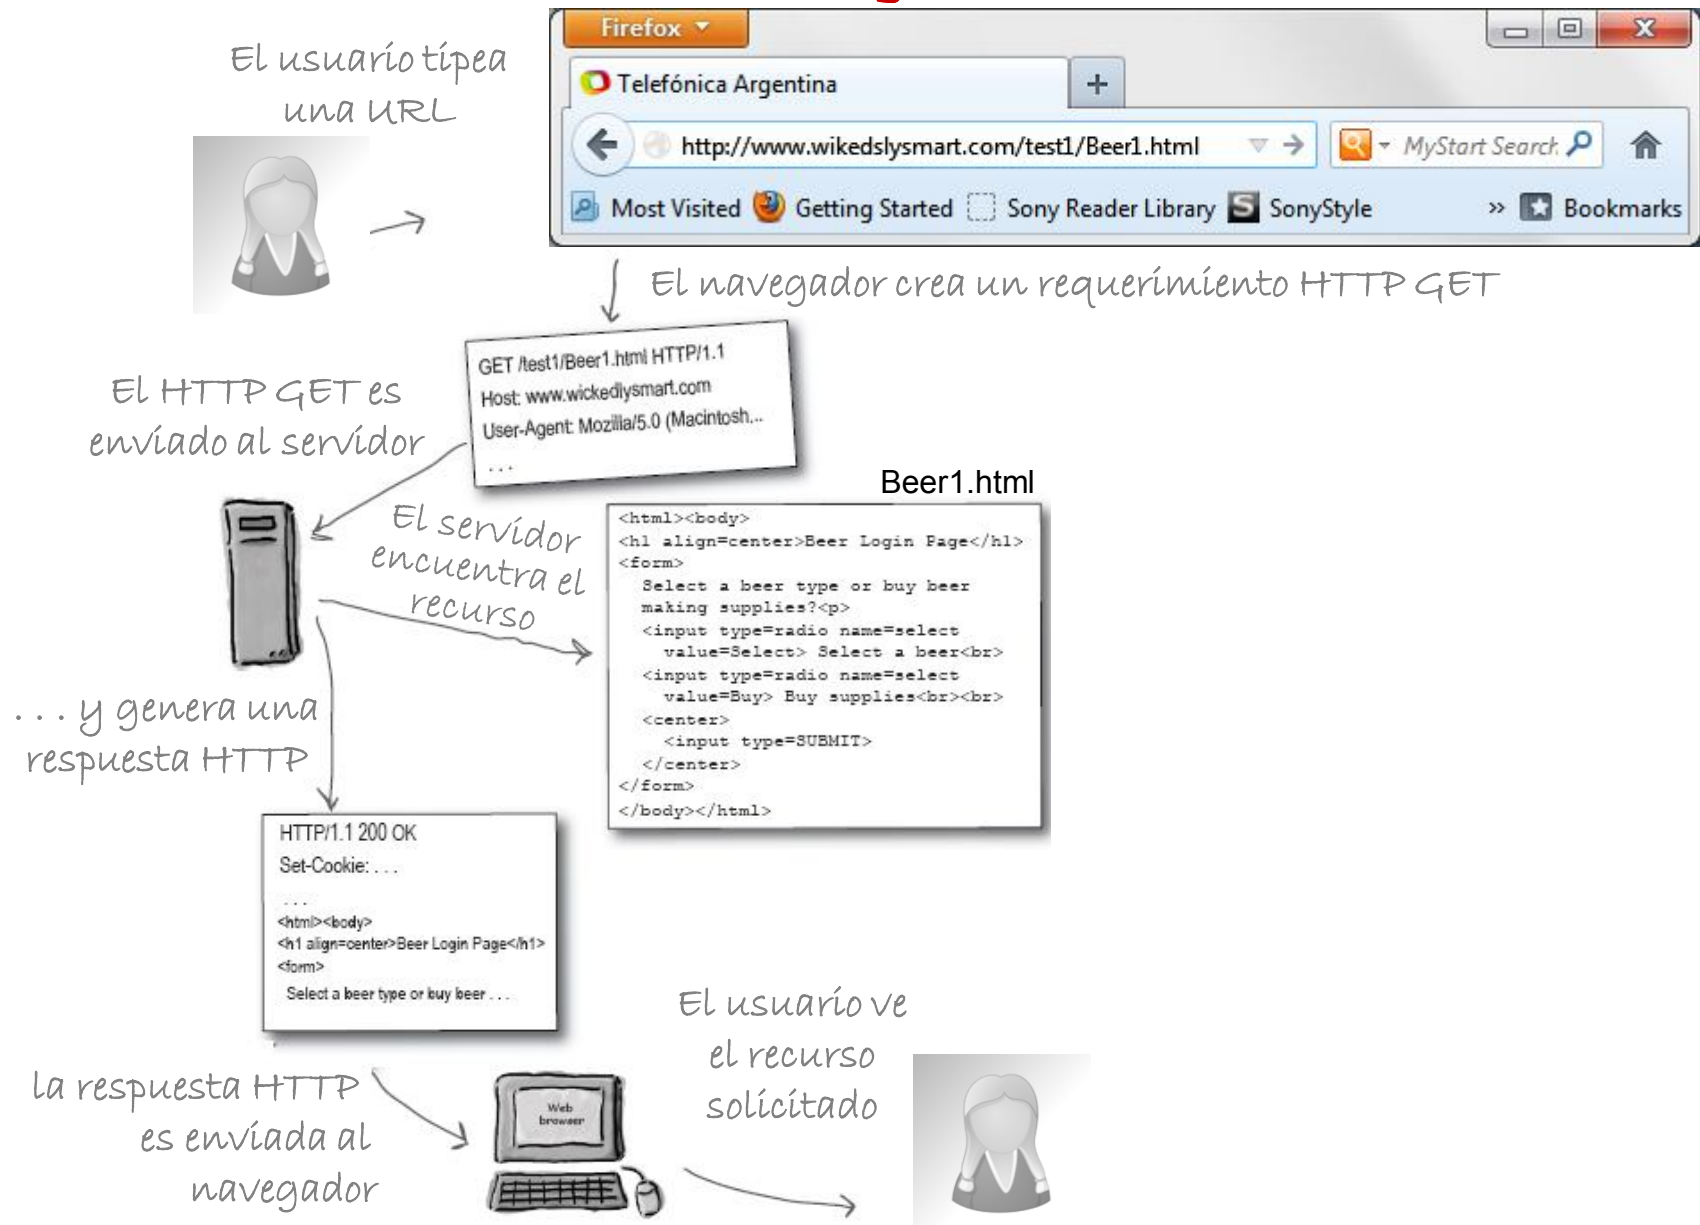 El usuario tipea
una URL
Firefox
Telefónica Argentina
http://www.wikedslysmart.com/test1/Beer1.html
MyStart Search
Most Visited Getting Started Sony Reader Library SonyStyle » Bookmarks
El navegador crea un requerimiento HTTP GET
GET /test1/Beer1.html HTTP/1.1
Host: www.wickedlysmart.com
User-Agent: Mozilla/5.0 (Macintosh...
. . .
El HTTP GET es
enviado al servidor
El servidor
encuentra el
recurso
Beer1.html
<html><body>
<h1 align=center>Beer Login Page</h1>
<form>
Select a beer type or buy beer
making supplies?<p>
<input type=radio name=select
value=Select> Select a beer<br>
<input type=radio name=select
value=Buy> Buy supplies<br><br>
<center>
<input type=SUBMIT>
</center>
</form>
</body></html>
. . . y genera una
respuesta HTTP
HTTP/1.1 200 OK
Set-Cookie: . . .
. . .
<html><body>
<h1 align=center>Beer Login Page</h1>
<form>
Select a beer type or buy beer . . .
la respuesta HTTP
es enviada al
navegador
Web
browser
El usuario ve
el recurso
solicitado